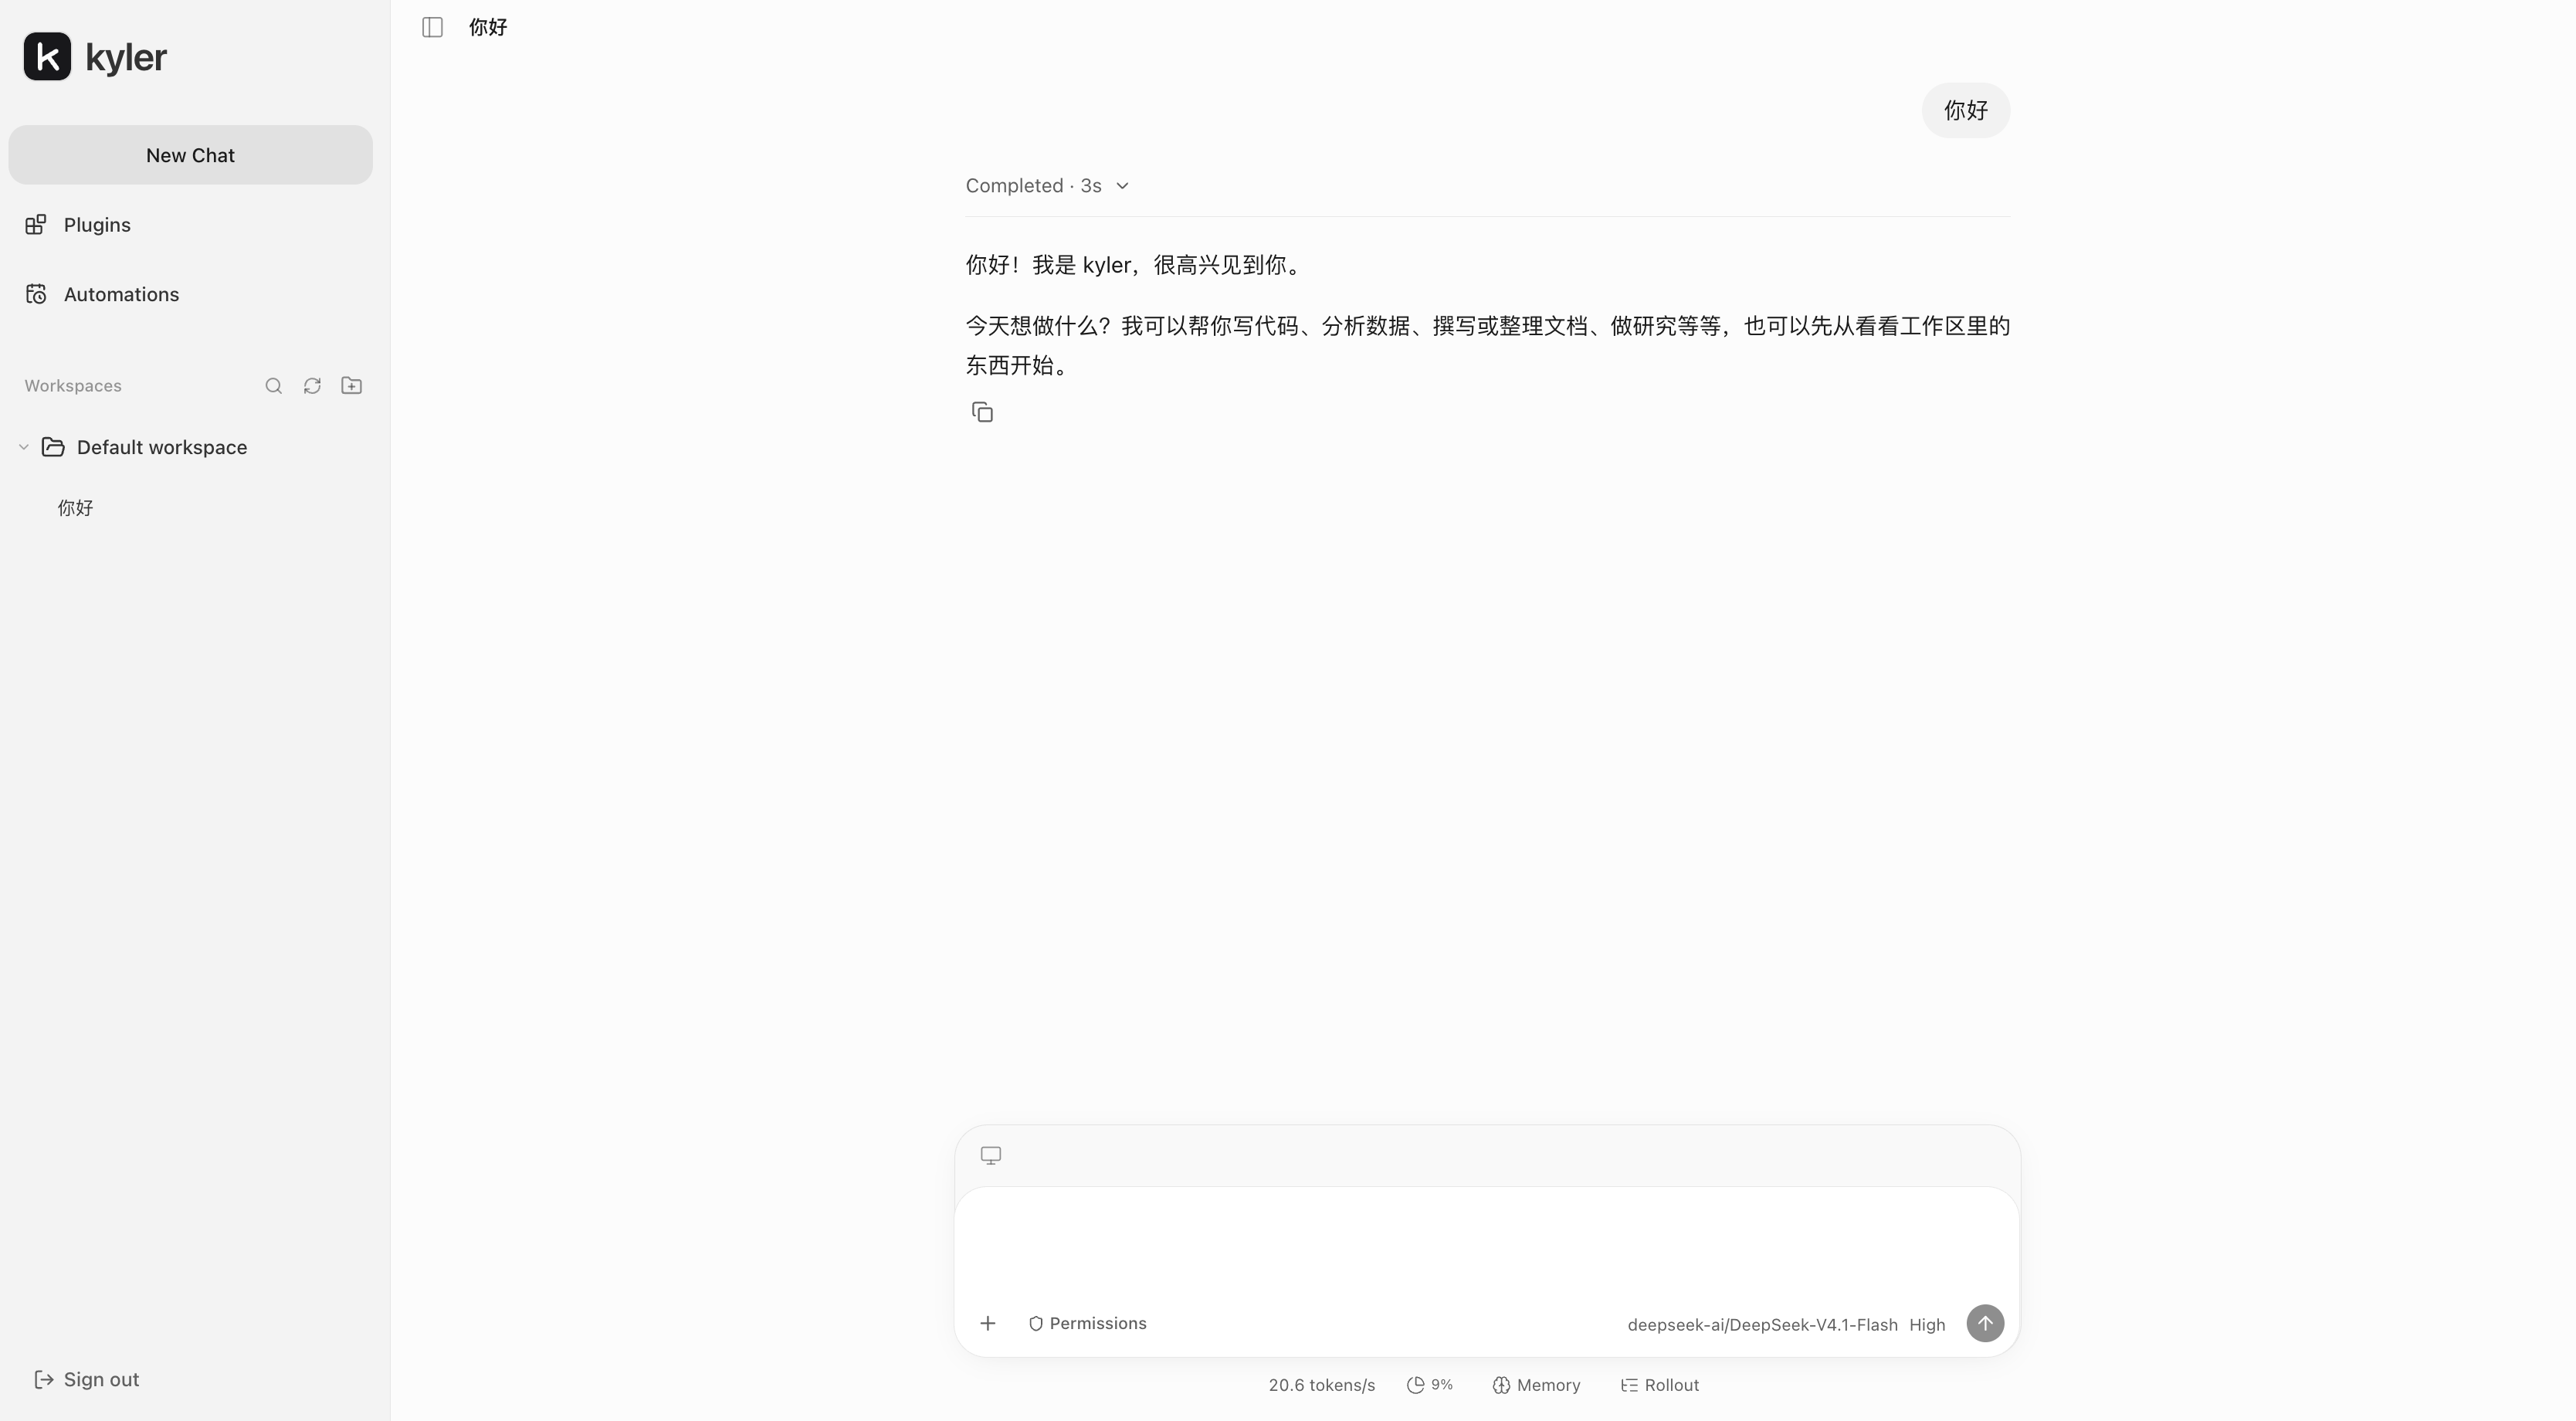 kyler
New Chat
Plugins
Automations
Workspaces
Default workspace
你好
Sign out
你好
你好
Completed · 3s
你好！我是 kyler，很高兴见到你。
今天想做什么？我可以帮你写代码、分析数据、撰写或整理文档、做研究等等，也可以先从看看工作区里的
东西开始。
Permissions
deepseek-ai/DeepSeek-V4.1-Flash High
20.6 tokens/s 9% Memory Rollout